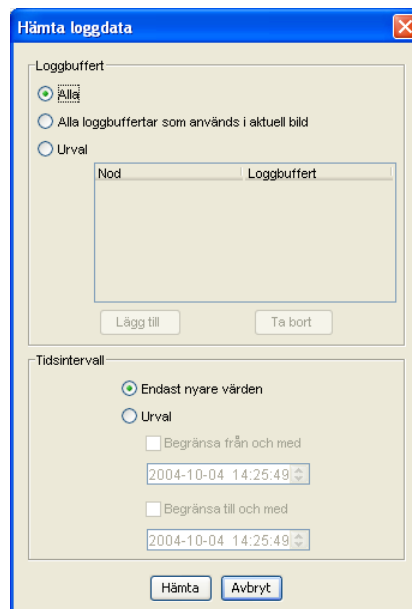 Hämta loggdata
Loggbuffert
Alla
Alla loggbuffertar som används i aktuell bild
Urval
Nod Loggbuffert
Lägg till Ta bort
Tidsintervall
Endast nyare värden
Urval
Begränsa från och med
2004-10-04 14:25:49
Begränsa till och med
2004-10-04 14:25:49
Hämta Avbryt